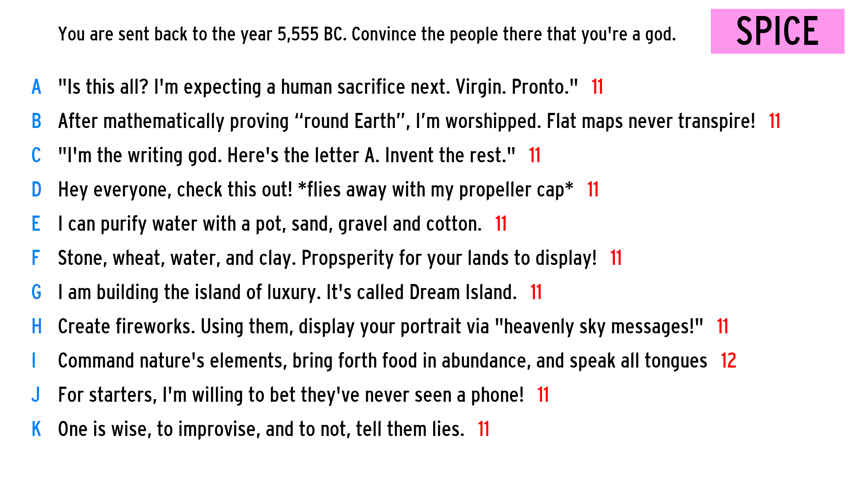 You are sent back to the year 5,555 BC. Convince the people there that you're a god.
SPICE
A "Is this all? I'm expecting a human sacrifice next. Virgin. Pronto." 11
B After mathematically proving “round Earth”, I’m worshipped. Flat maps never transpire! 11
C "I'm the writing god. Here's the letter A. Invent the rest." 11
D Hey everyone, check this out! *flies away with my propeller cap* 11
E I can purify water with a pot, sand, gravel and cotton. 11
F Stone, wheat, water, and clay. Propsperity for your lands to display! 11
G I am building the island of luxury. It's called Dream Island. 11
H Create fireworks. Using them, display your portrait via "heavenly sky messages!" 11
I Command nature's elements, bring forth food in abundance, and speak all tongues 12
J For starters, I'm willing to bet they've never seen a phone! 11
K One is wise, to improvise, and to not, tell them lies. 11